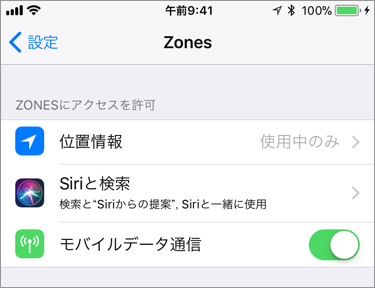 午前9:41
100%
設定
Zones
ZONESにアクセスを許可
位置情報
使用中のみ
Siriと検索
検索と“Siriからの提案”, Siriと一緒に使用
モバイルデータ通信